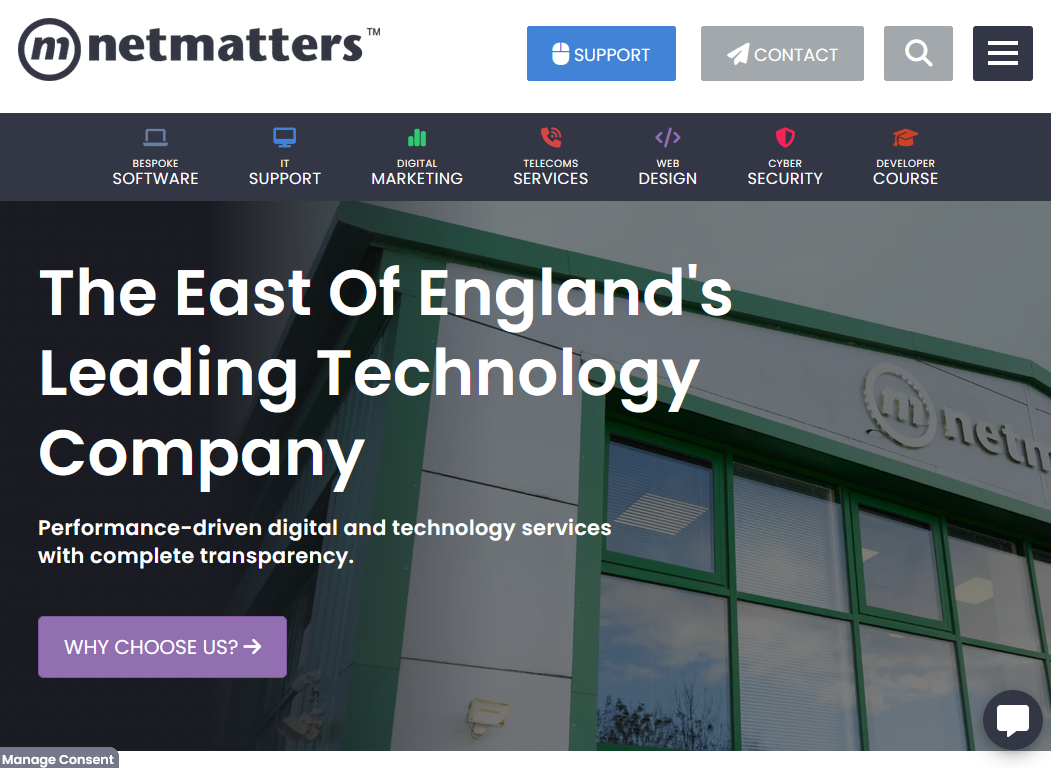 m netmatters™
SUPPORT
CONTACT
BESPOKE
SOFTWARE
IT
SUPPORT
DIGITAL
MARKETING
TELECOMS
SERVICES
WEB
DESIGN
CYBER
SECURITY
DEVELOPER
COURSE
The East Of England's
Leading Technology
Company
Performance-driven digital and technology services
with complete transparency.
WHY CHOOSE US?
m netm
Manage Consent